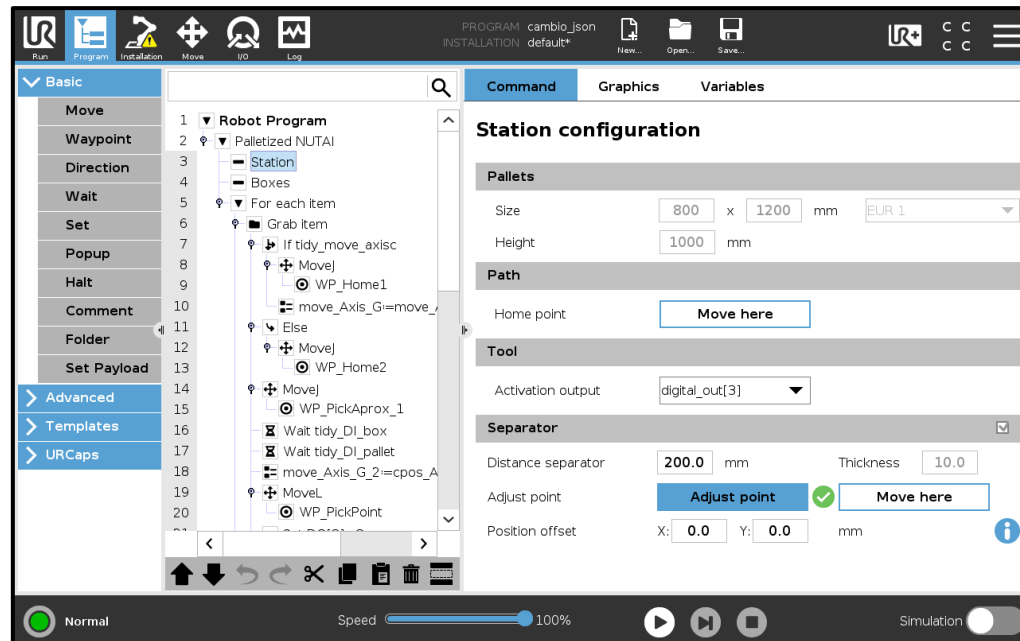 UR
PROGRAM cambio_json
INSTALLATION default*
UR+
C C
C C
Run Program Installation Move I/O Log New... Open... Save...
Basic
Move
Waypoint
Direction
Wait
Set
Popup
Halt
Comment
Folder
Set Payload
Advanced
Templates
URCaps
1 Robot Program
2 Palletized NUTAI
3 Station
4 Boxes
5 For each item
6 Grab item
7 If tidy_move_axisc
8 MoveJ
9 WP_Home1
10 move_Axis_G:=move_A
11 Else
12 MoveJ
13 WP_Home2
14 MoveJ
15 WP_PickAprox_1
16 Wait tidy_DI_box
17 Wait tidy_DI_pallet
18 move_Axis_G_2:=cpos_A
19 MoveL
20 WP_PickPoint
Command Graphics Variables
Station configuration
Pallets
Size 800 x 1200 mm EUR 1
Height 1000 mm
Path
Home point Move here
Tool
Activation output digital_out[3]
Separator
Distance separator 200.0 mm Thickness 10.0
Adjust point Adjust point Move here
Position offset X: 0.0 Y: 0.0 mm
Normal Speed 100% Simulation